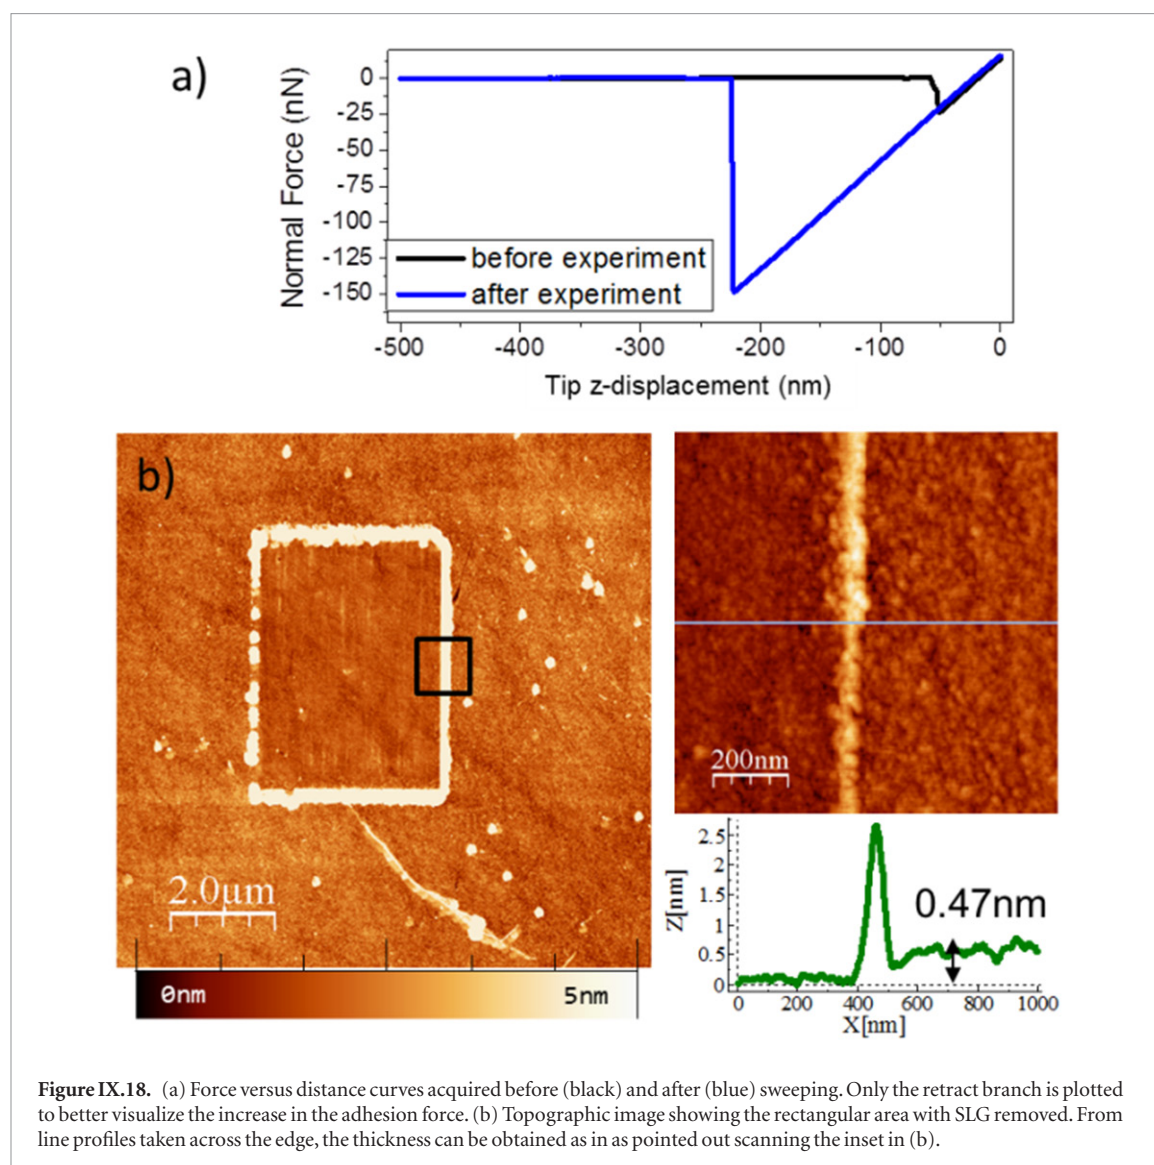 a)
Normal Force (nN)
0
-25
-50
-75
-100
-125
-150
before experiment
after experiment
-500 -400 -300 -200 -100 0
Tip z-displacement (nm)
b)
2.0µm
0nm 5nm
200nm
Z[nm]
2.5
2
1.5
1
0.5
0
0.47nm
0 200 400 600 800 1000
X[nm]
Figure IX.18. (a) Force versus distance curves acquired before (black) and after (blue) sweeping. Only the retract branch is plotted
to better visualize the increase in the adhesion force. (b) Topographic image showing the rectangular area with SLG removed. From
line profiles taken across the edge, the thickness can be obtained as in as pointed out scanning the inset in (b).